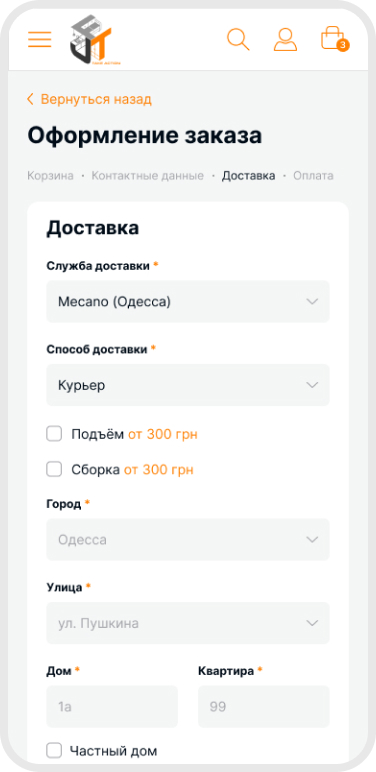 3
Вернуться назад
Оформление заказа
Корзина · Контактные данные · Доставка · Оплата
Доставка
Служба доставки *
Mecano (Одесса)
Способ доставки *
Курьер
Подъём от 300 грн
Сборка от 300 грн
Город *
Одесса
Улица *
ул. Пушкина
Дом * Квартира *
1а 99
Частный дом